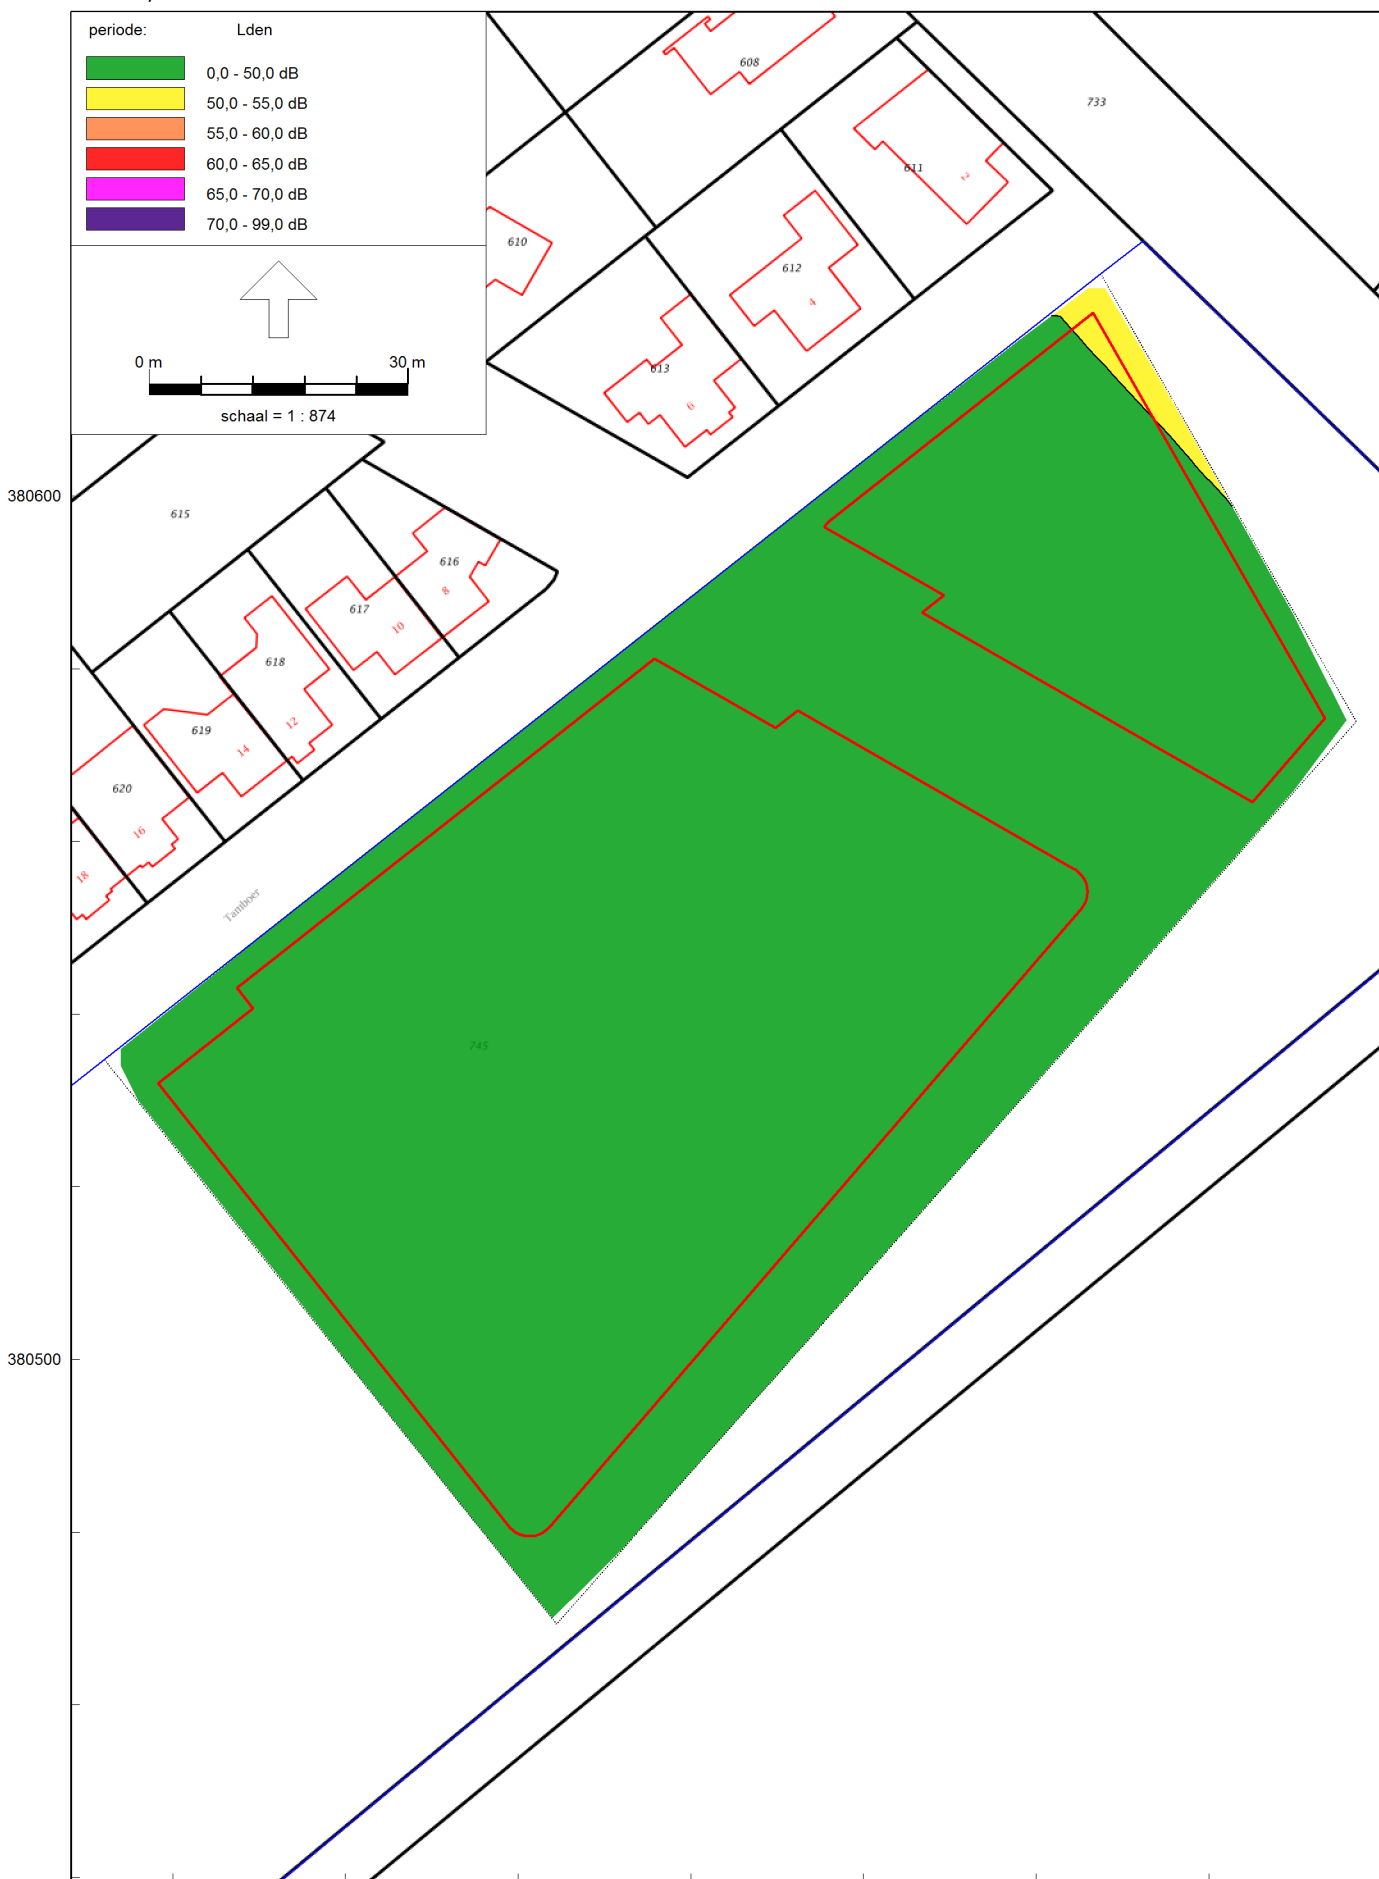 periode: Lden
0,0 - 50,0 dB
50,0 - 55,0 dB
55,0 - 60,0 dB
60,0 - 65,0 dB
65,0 - 70,0 dB
70,0 - 99,0 dB
0 m 30 m
schaal = 1 : 874
608
733
611
2
610
612
4
613
6
380600
615
616
8
617
10
618
12
619
14
620
16
18
Tamboer
745
380500